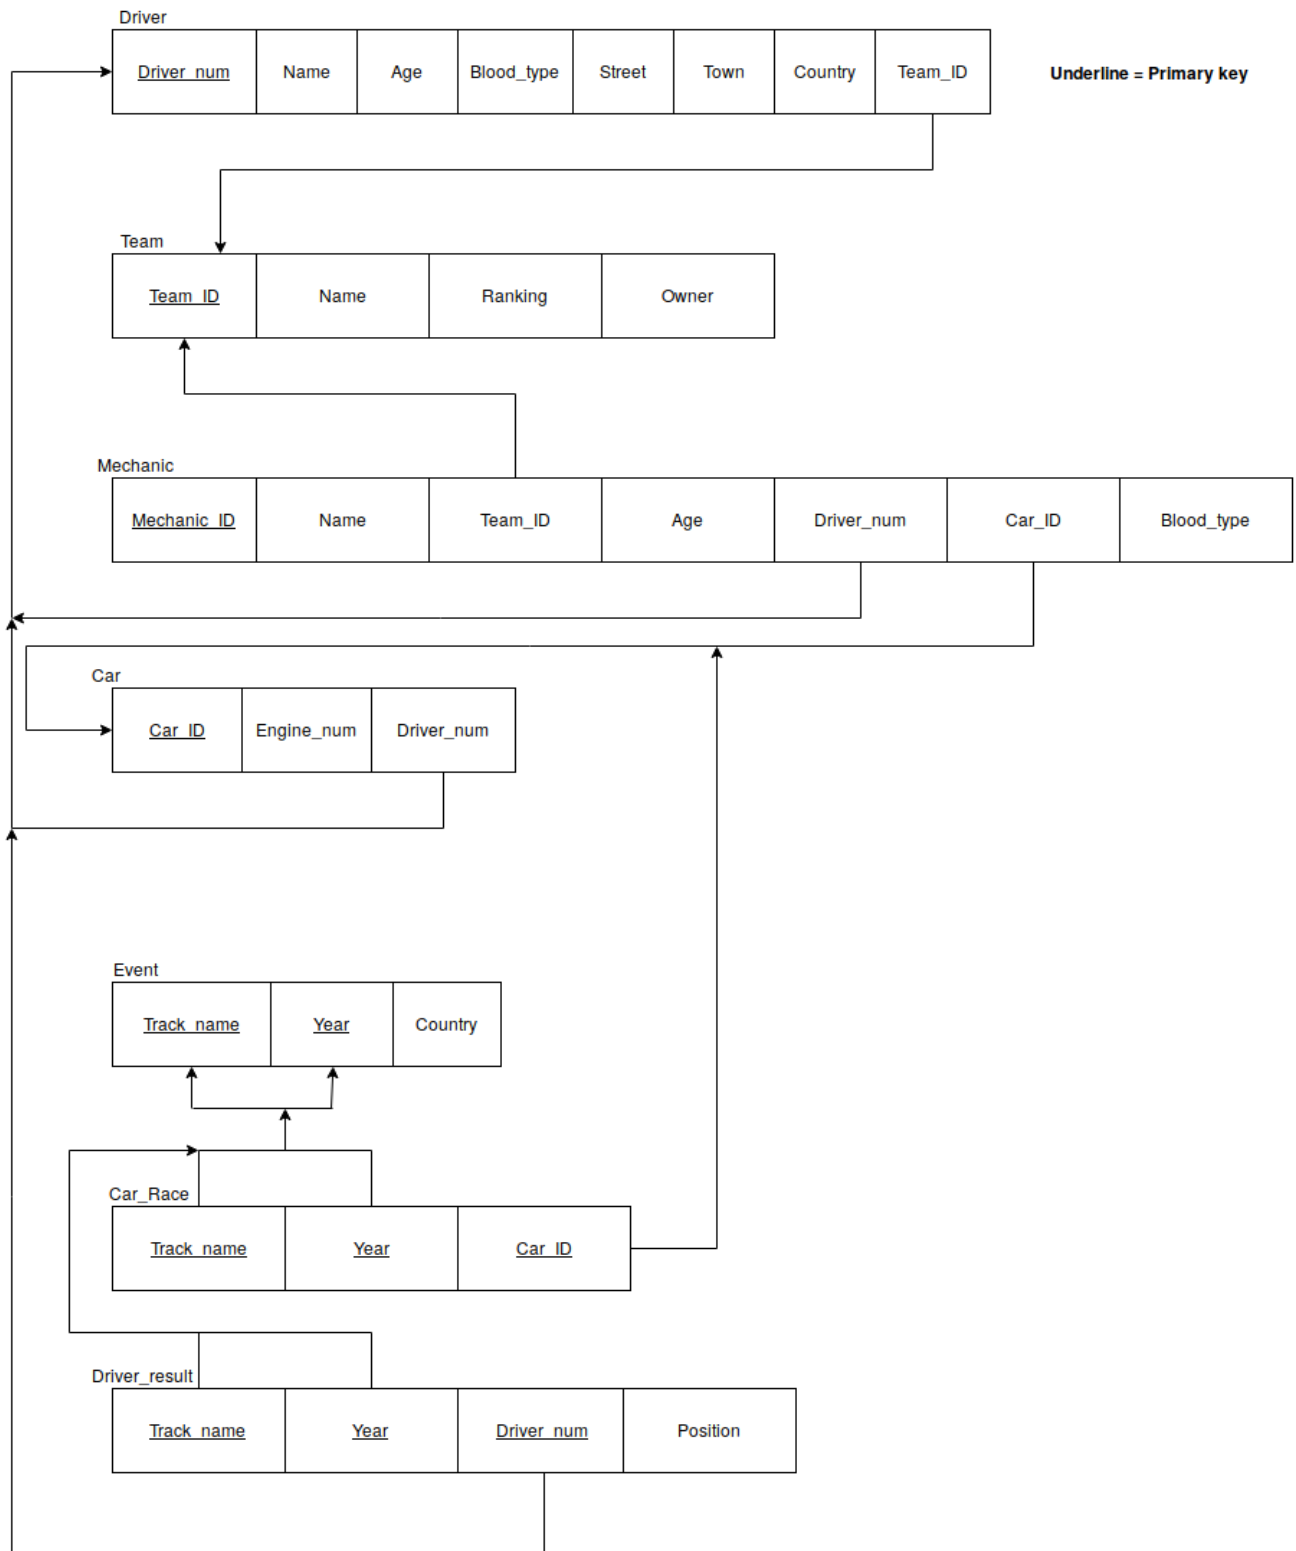 Driver
Driver_num Name Age Blood_type Street Town Country Team_ID
Underline = Primary key
Team
Team_ID Name Ranking Owner
Mechanic
Mechanic_ID Name Team_ID Age Driver_num Car_ID Blood_type
Car
Car_ID Engine_num Driver_num
Event
Track_name Year Country
Car_Race
Track_name Year Car_ID
Driver_result
Track_name Year Driver_num Position